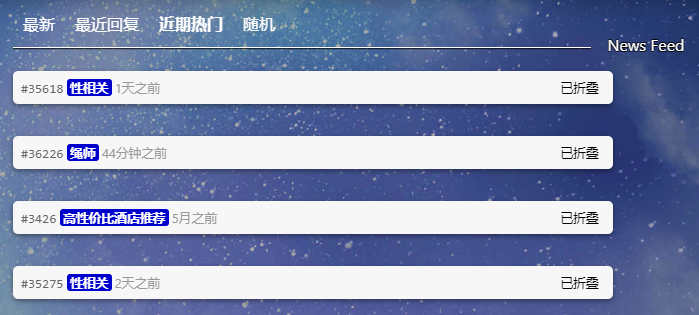 最新 最近回复 近期热门 随机
News Feed
#35618 性相关 1天之前 已折叠
#36226 绳师 44分钟之前 已折叠
#3426 高性价比酒店推荐 5月之前 已折叠
#35275 性相关 2天之前 已折叠